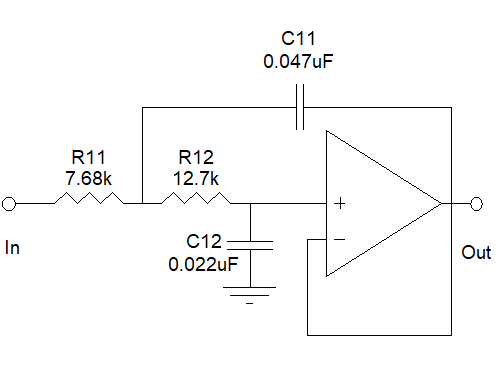 C11
0.047uF
R11
7.68k
R12
12.7k
+
−
C12
0.022uF
In
Out